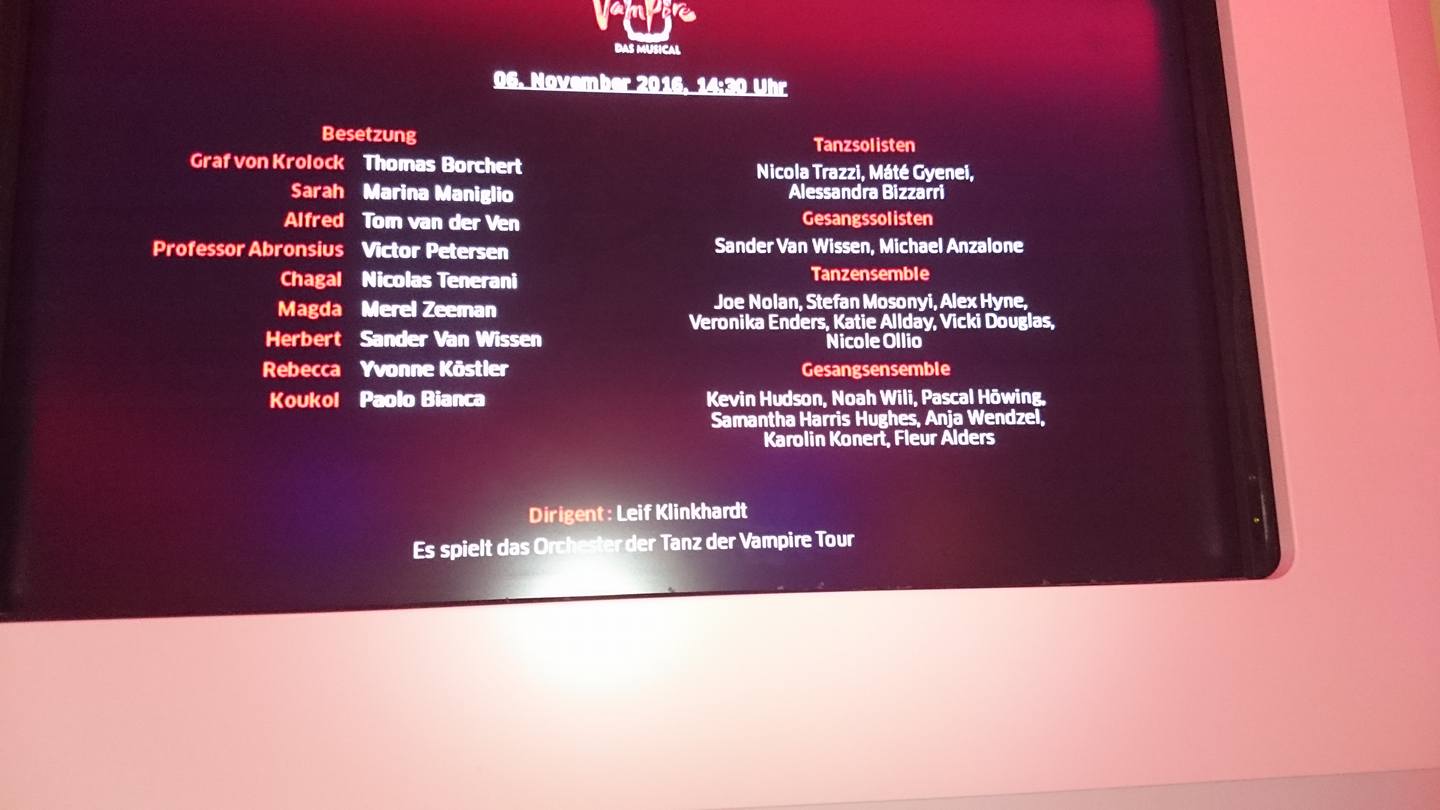 Vampire
DAS MUSICAL
06. November 2016, 14:30 Uhr
Besetzung
Graf von Krolock Thomas Borchert
Sarah Marina Maniglio
Alfred Tom van der Ven
Professor Abronsius Victor Petersen
Chagal Nicolas Tenerani
Magda Merel Zeeman
Herbert Sander Van Wissen
Rebecca Yvonne Köstler
Koukol Paolo Bianca
Tanzsolisten
Nicola Trazzi, Máté Gyenei,
Alessandra Bizzarri
Gesangssolisten
Sander Van Wissen, Michael Anzalone
Tanzensemble
Joe Nolan, Stefan Mosonyi, Alex Hyne,
Veronika Enders, Katie Allday, Vicki Douglas,
Nicole Ollio
Gesangsensemble
Kevin Hudson, Noah Wili, Pascal Höwing,
Samantha Harris Hughes, Anja Wendzel,
Karolin Konert, Fleur Alders
Dirigent: Leif Klinkhardt
Es spielt das Orchester der Tanz der Vampire Tour